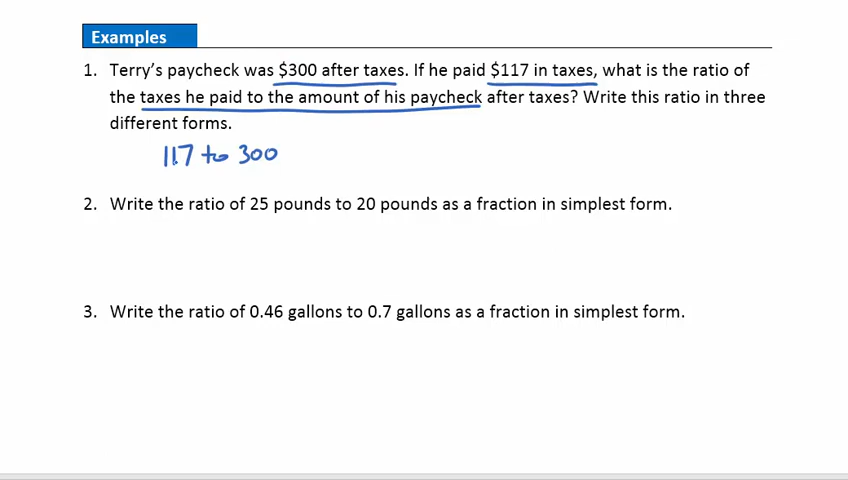 Examples
1. Terry's paycheck was $300 after taxes. If he paid $117 in taxes, what is the ratio of
the taxes he paid to the amount of his paycheck after taxes? Write this ratio in three
different forms.
117 to 300
2. Write the ratio of 25 pounds to 20 pounds as a fraction in simplest form.
3. Write the ratio of 0.46 gallons to 0.7 gallons as a fraction in simplest form.